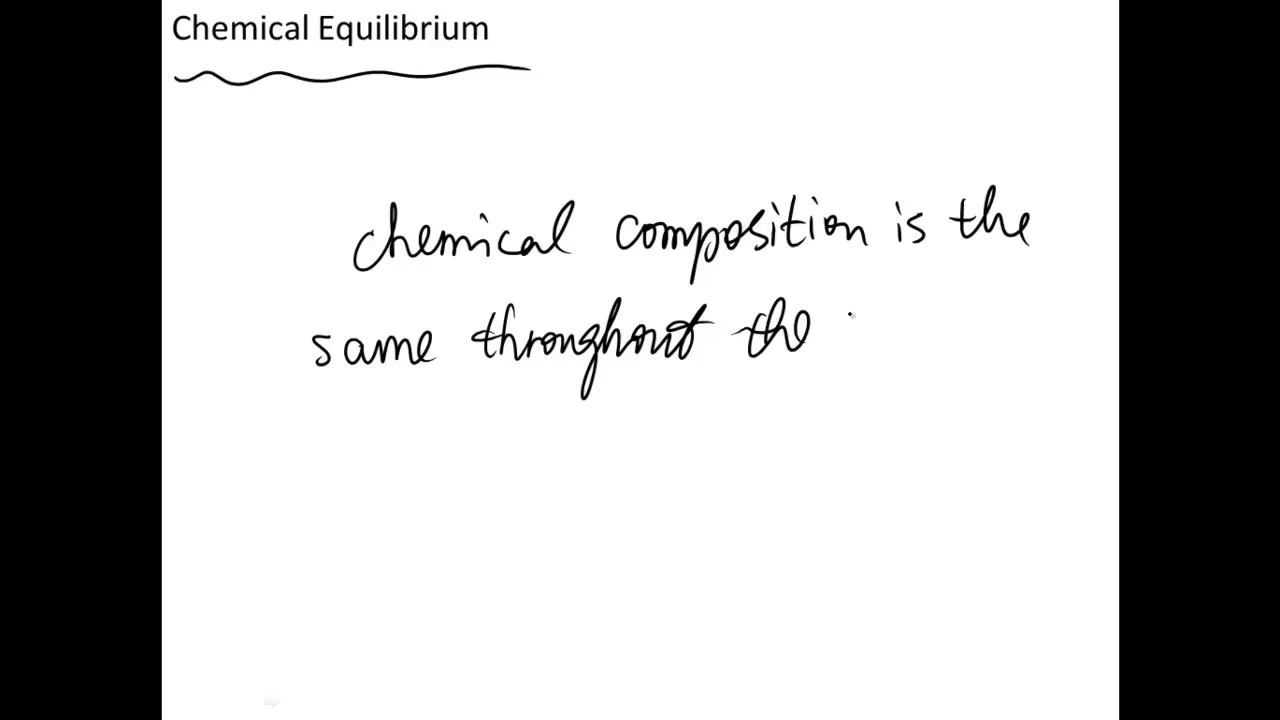 Chemical Equilibrium
chemical composition is the
same throughout the